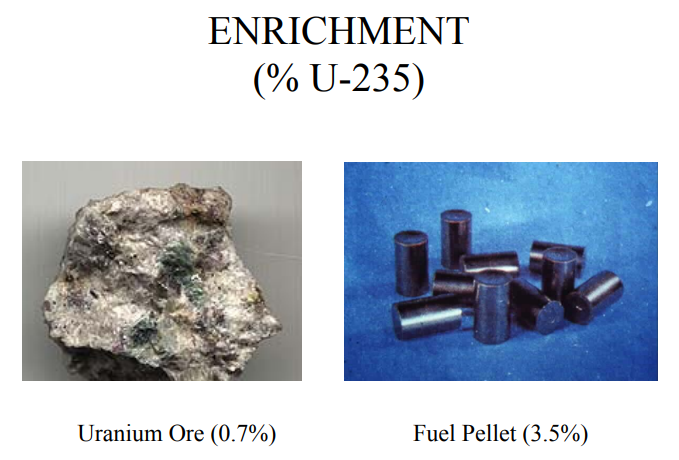 ENRICHMENT
(% U-235)
Uranium Ore (0.7%)
Fuel Pellet (3.5%)